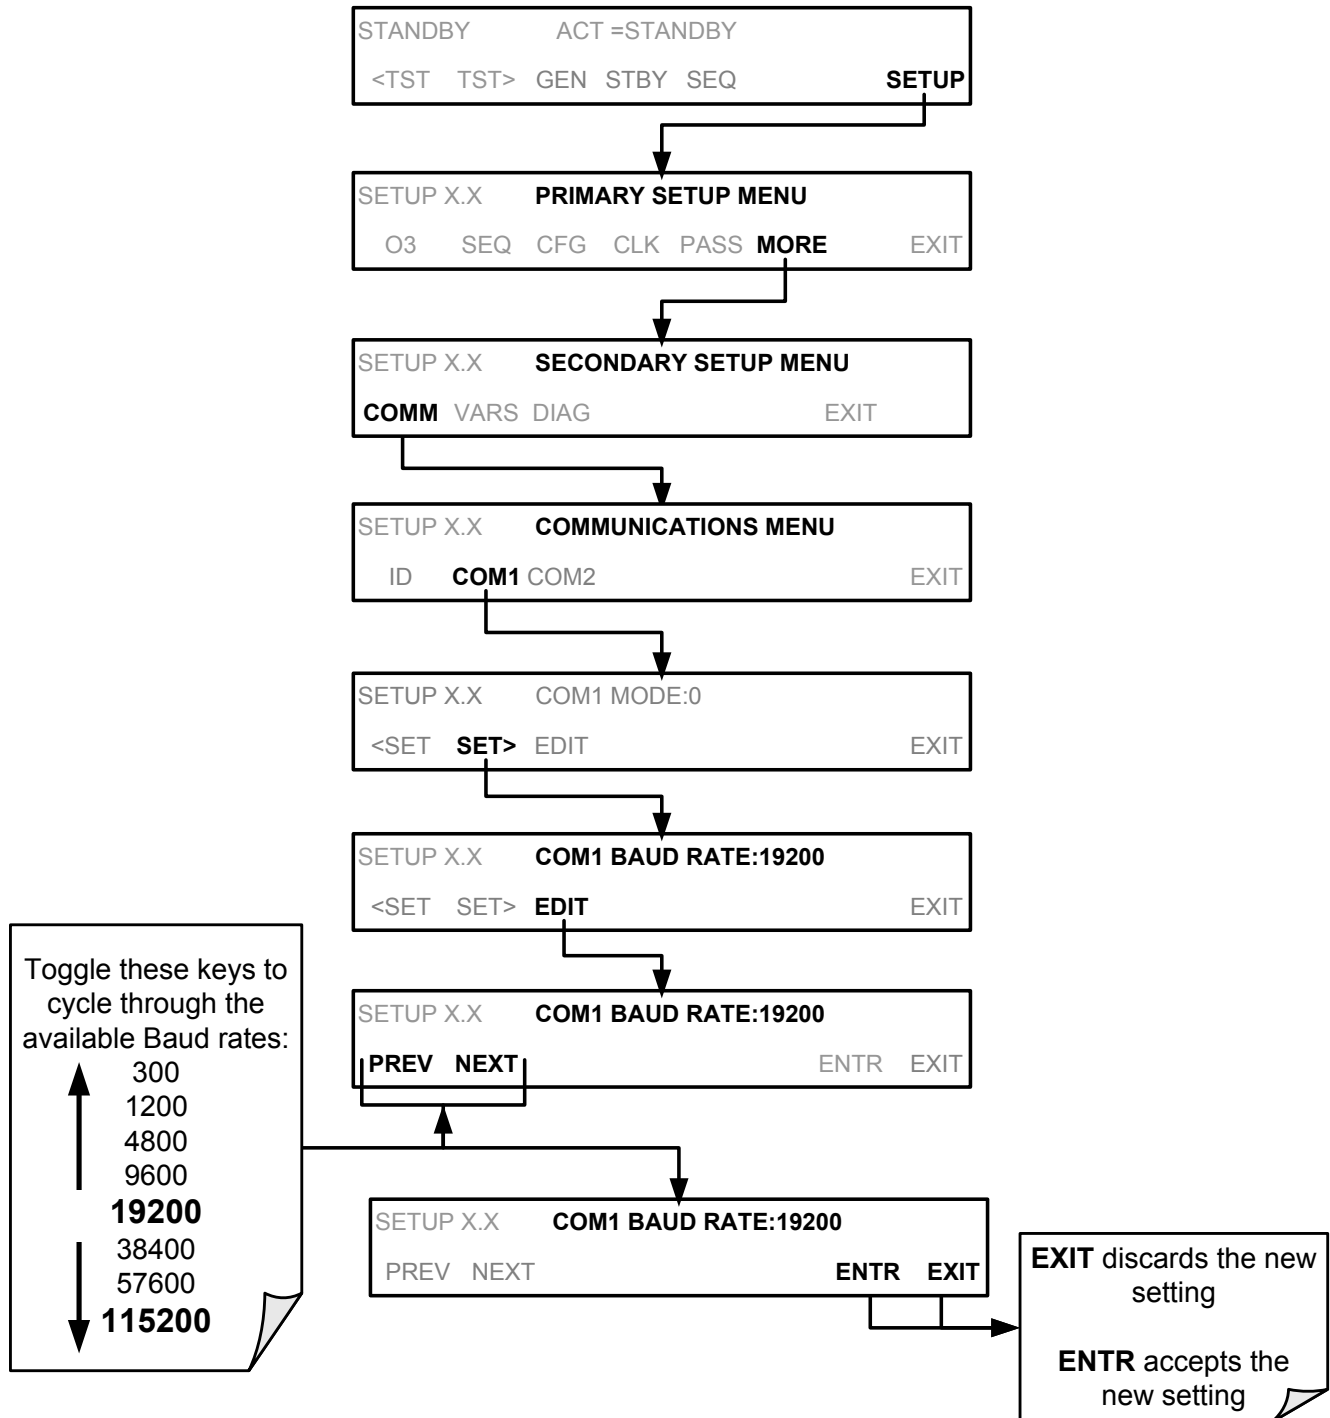 STANDBY ACT =STANDBY
<TST TST> GEN STBY SEQ SETUP
SETUP X.X PRIMARY SETUP MENU
O3 SEQ CFG CLK PASS MORE EXIT
SETUP X.X SECONDARY SETUP MENU
COMM VARS DIAG EXIT
SETUP X.X COMMUNICATIONS MENU
ID COM1 COM2 EXIT
SETUP X.X COM1 MODE:0
<SET SET> EDIT EXIT
SETUP X.X COM1 BAUD RATE:19200
<SET SET> EDIT EXIT
SETUP X.X COM1 BAUD RATE:19200
PREV NEXT ENTR EXIT
Toggle these keys to
cycle through the
available Baud rates:
300
1200
4800
9600
19200
38400
57600
115200
SETUP X.X COM1 BAUD RATE:19200
PREV NEXT ENTR EXIT
EXIT discards the new
setting
ENTR accepts the
new setting